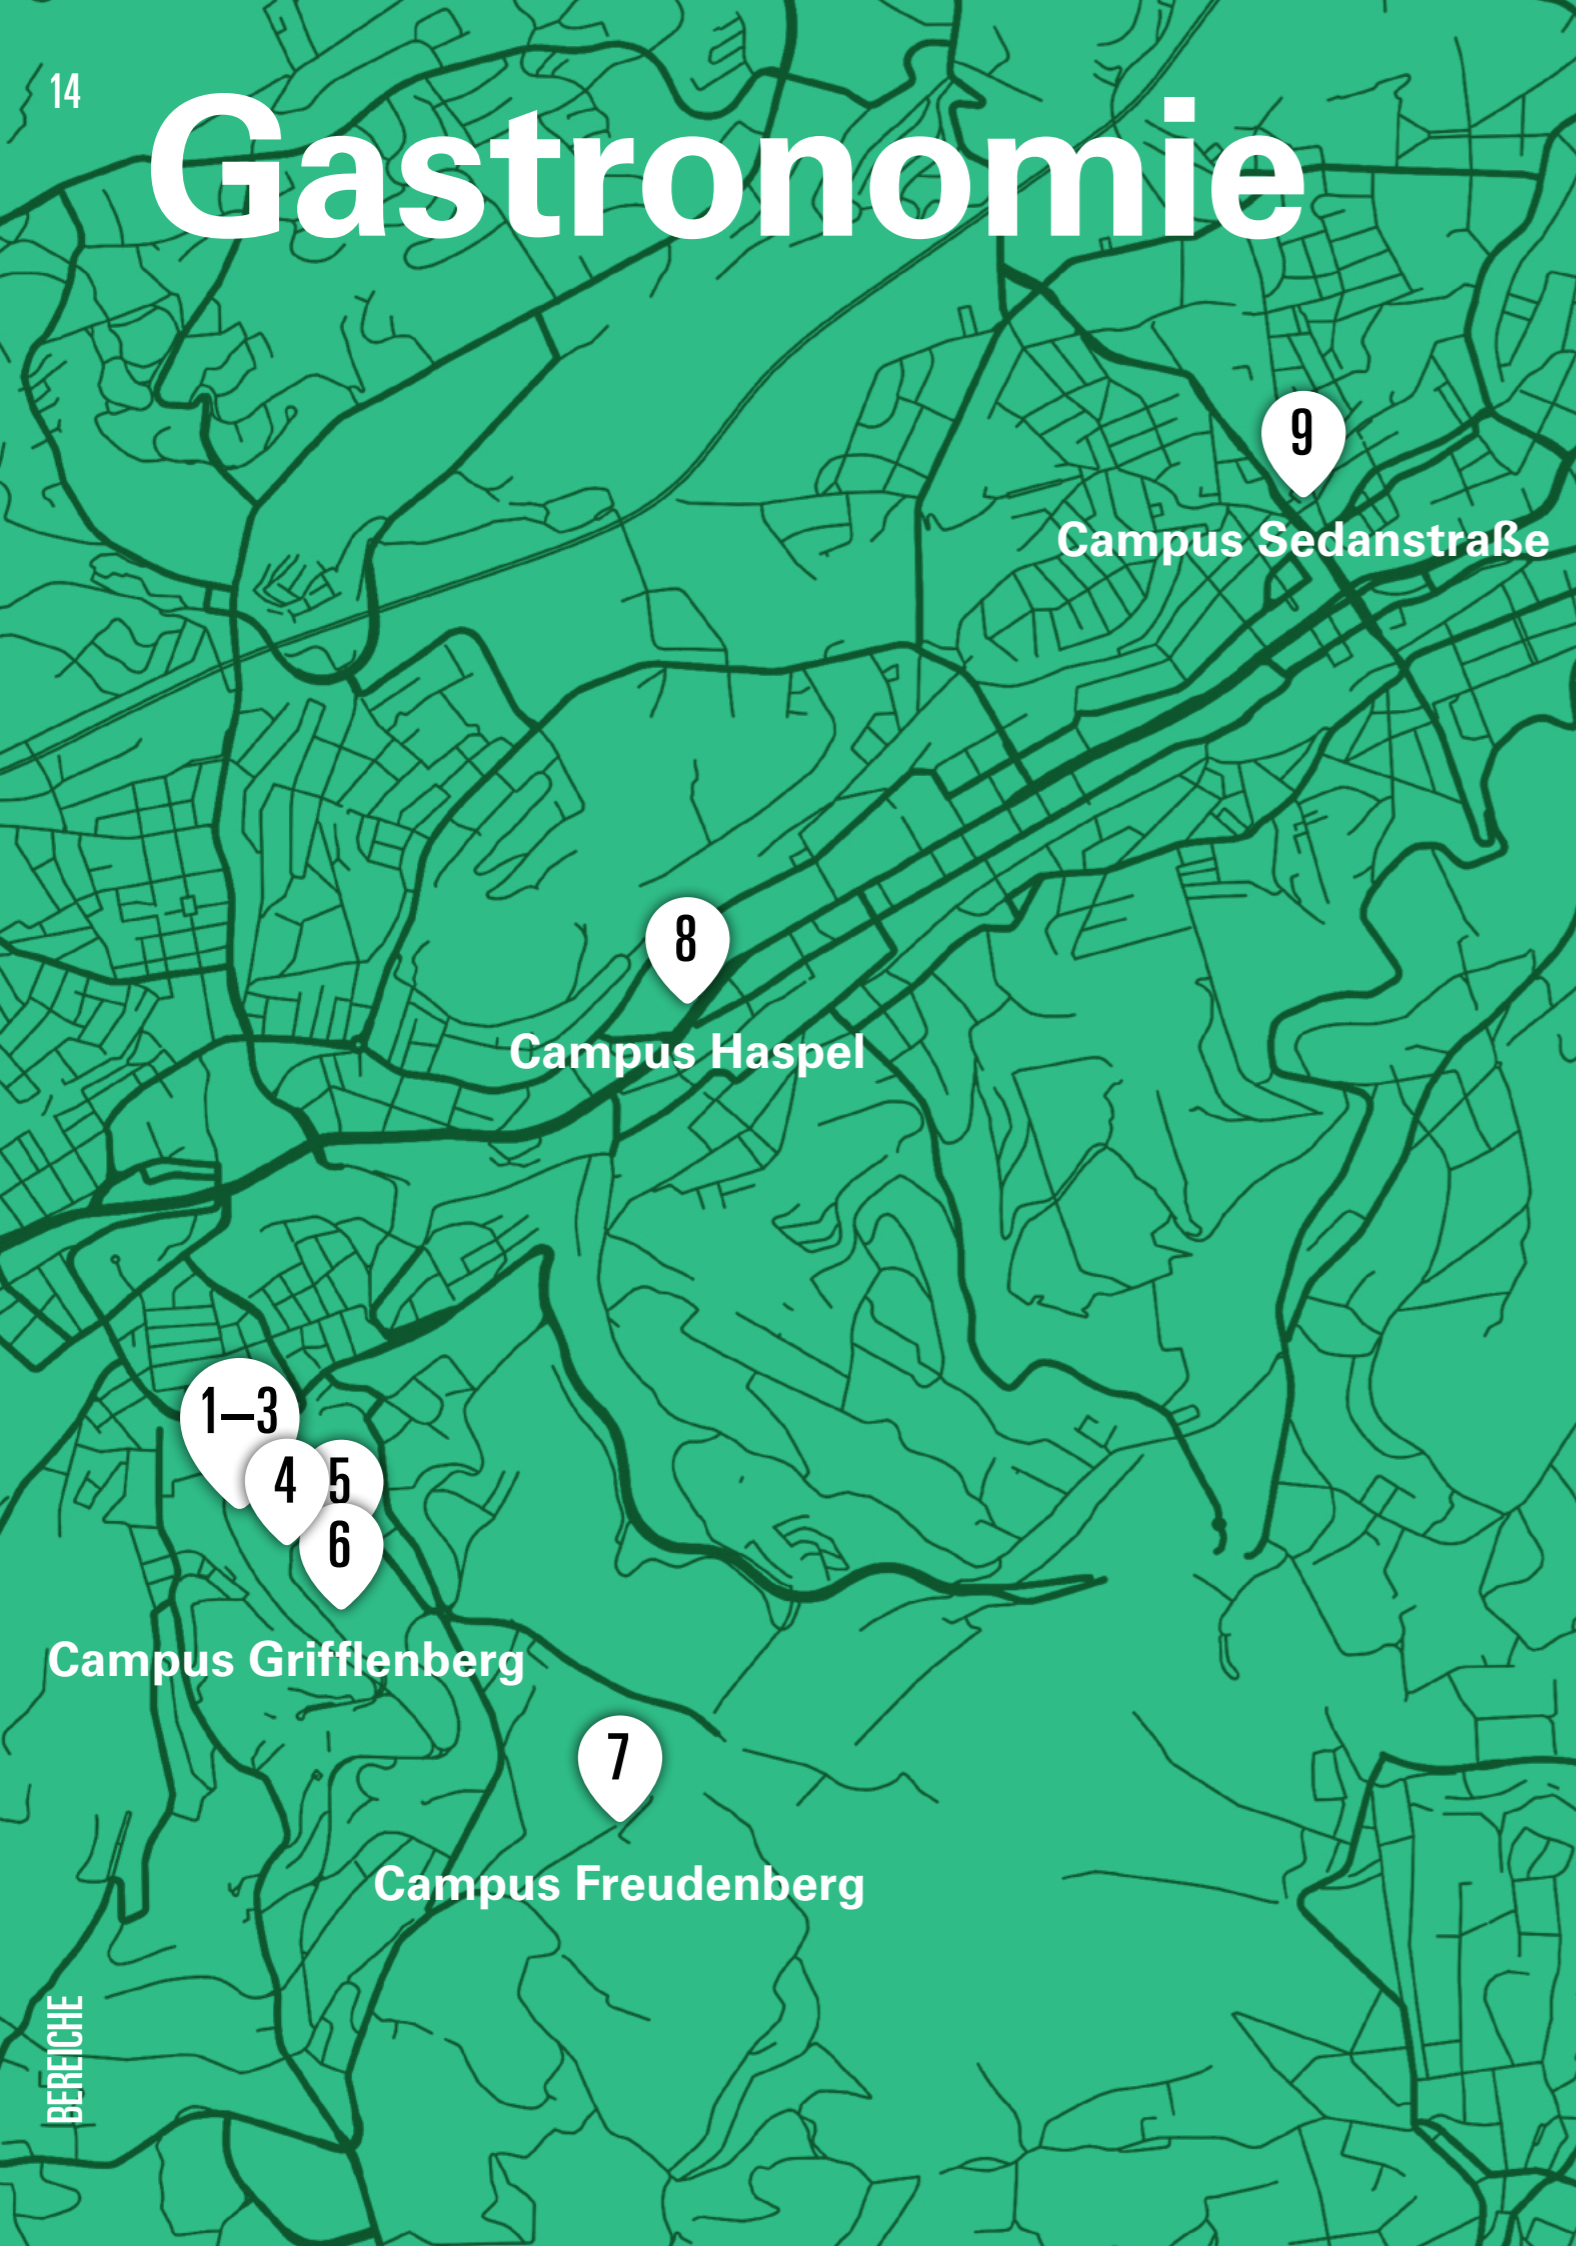 14
Gastronomie
9
Campus Sedanstraße
8
Campus Haspel
1–3
4
5
6
Campus Grifflenberg
7
Campus Freudenberg
BEREICHE